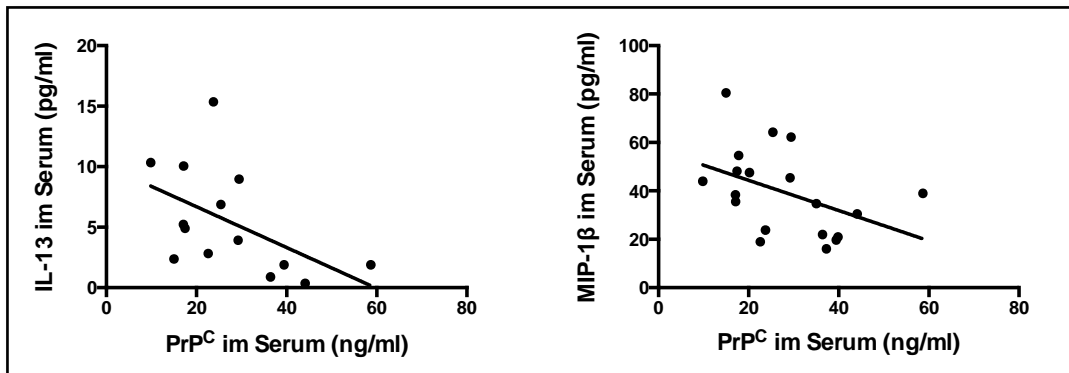 IL-13 im Serum (pg/ml)
20
15
10
5
0
0 20 40 60 80
PrPᶜ im Serum (ng/ml)
MIP-1β im Serum (pg/ml)
100
80
60
40
20
0
0 20 40 60 80
PrPᶜ im Serum (ng/ml)